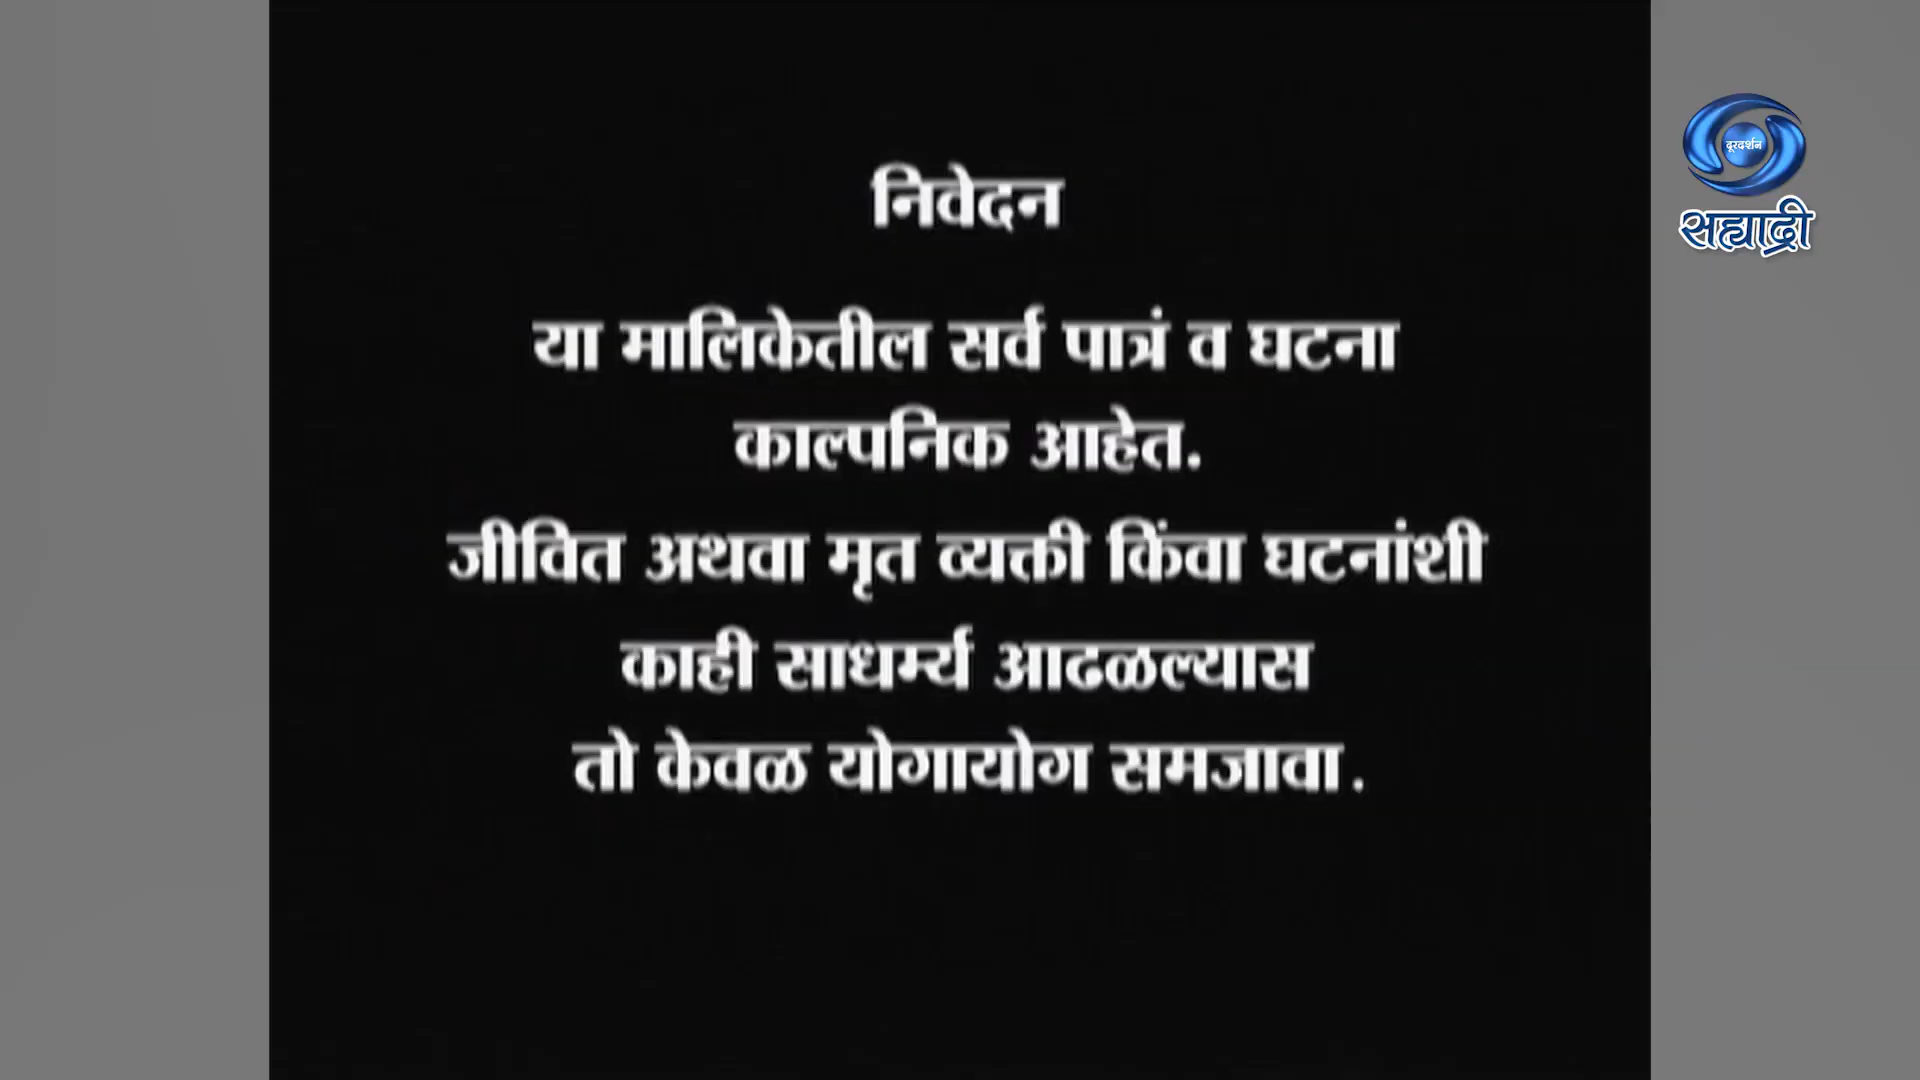 निवेदन
या मालिकेतील सर्व पात्रं व घटना
काल्पनिक आहेत.
जीवित अथवा मृत व्यक्ती किंवा घटनांशी
काही साधर्म्य आढळल्यास
तो केवळ योगायोग समजावा.
दूरदर्शन
सह्याद्री